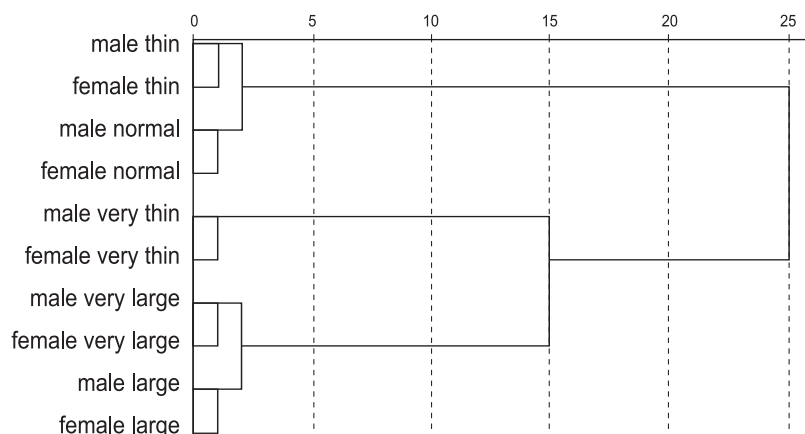 0 5 10 15 20 25
male thin
female thin
male normal
female normal
male very thin
female very thin
male very large
female very large
male large
female large